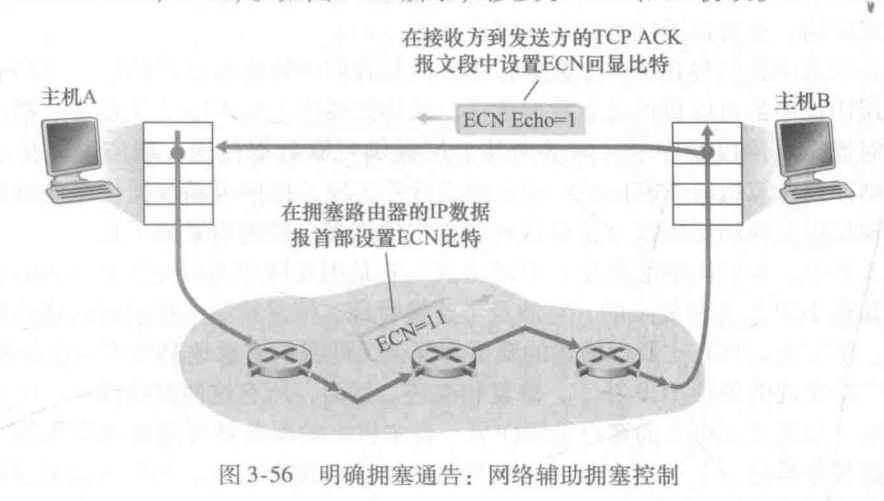 在接收方到发送方的TCP ACK
报文段中设置ECN回显比特
主机A
ECN Echo=1
主机B
在拥塞路由器的IP数据
报首部设置ECN比特
ECN=11
图 3-56 明确拥塞通告：网络辅助拥塞控制